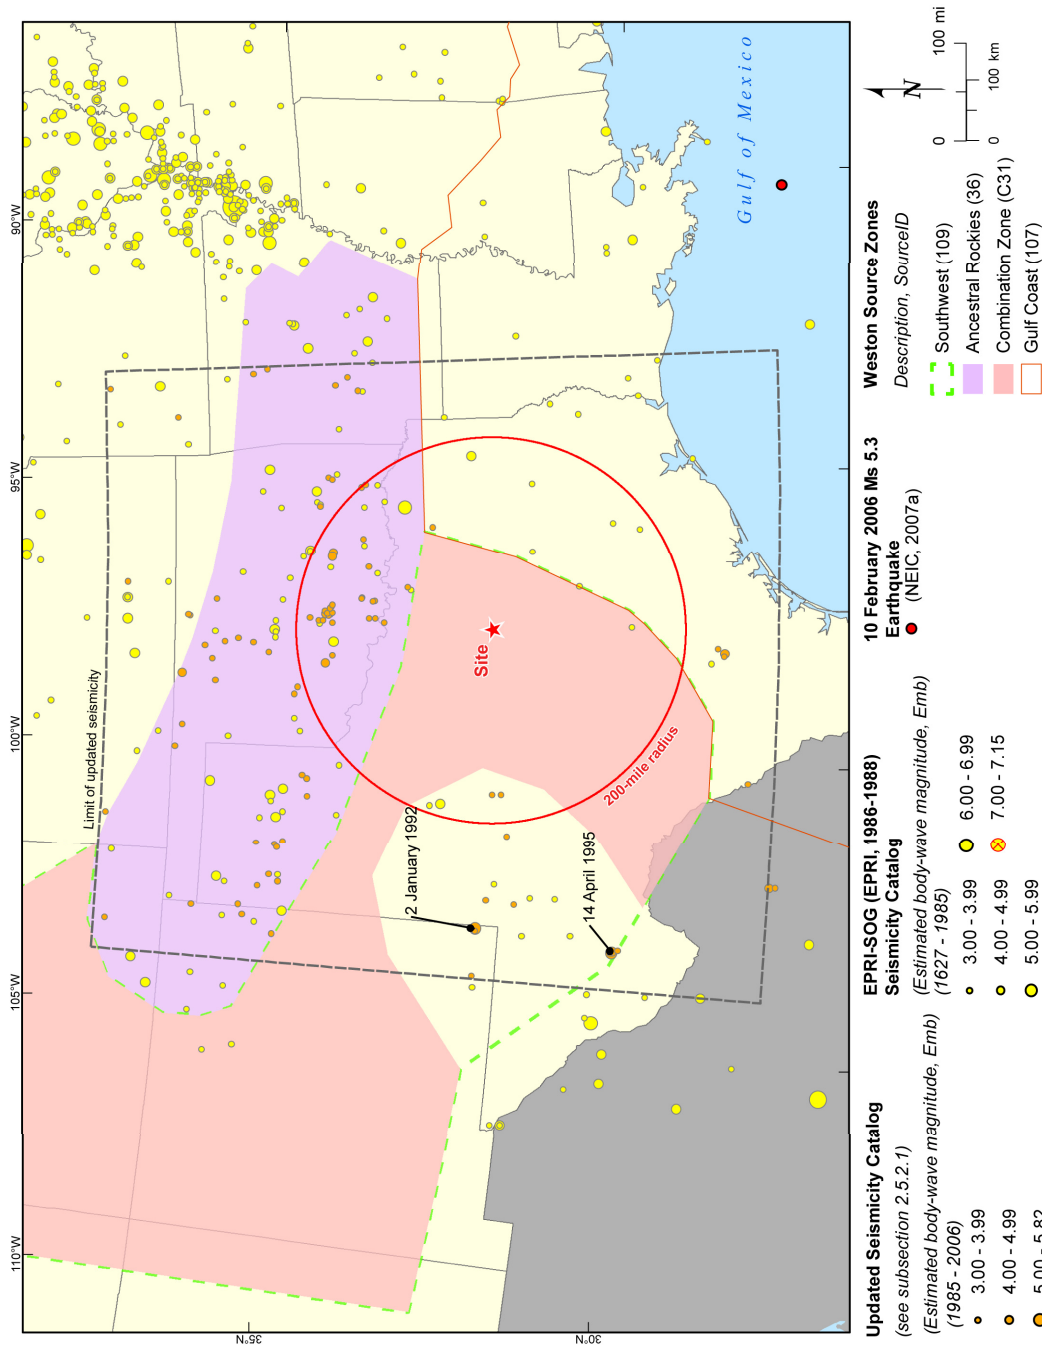 110°W
105°W
100°W
95°W
90°W
35°N
30°N
Limit of updated seismicity
2 January 1992
14 April 1995
Site
200-mile radius
Gulf of Mexico
Updated Seismicity Catalog
(see subsection 2.5.2.1)
(Estimated body-wave magnitude, Emb)
(1985 - 2006)
3.00 - 3.99
4.00 - 4.99
5.00 - 5.82
EPRI-SOG (EPRI, 1986-1988)
Seismicity Catalog
(Estimated body-wave magnitude, Emb)
(1627 - 1985)
3.00 - 3.99
4.00 - 4.99
5.00 - 5.99
6.00 - 6.99
7.00 - 7.15
10 February 2006 Ms 5.3
Earthquake
(NEIC, 2007a)
Weston Source Zones
Description, SourceID
Southwest (109)
Ancestral Rockies (36)
Combination Zone (C31)
Gulf Coast (107)
N
0 100 mi
0 100 km